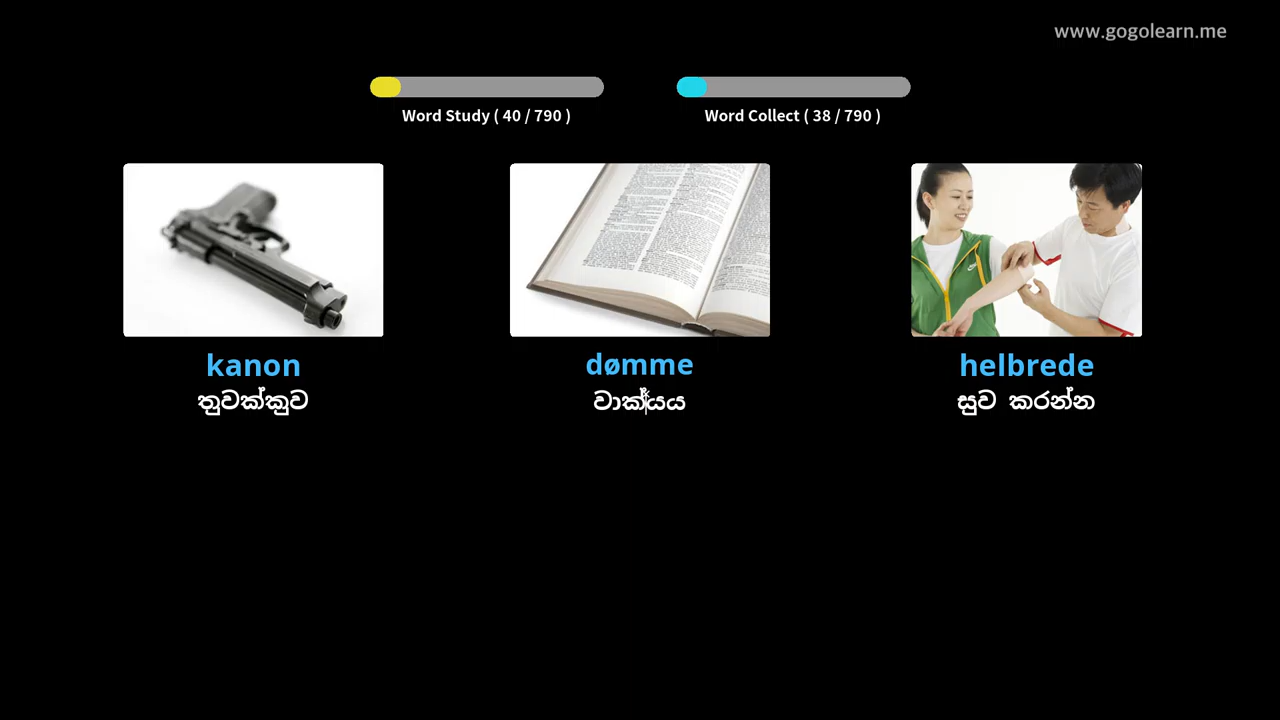 www.gogolearn.me
Word Study ( 40 / 790 )
Word Collect ( 38 / 790 )
kanon
dømme
helbrede
තුවක්කුව
වාක්‍යය
සුව කරන්න